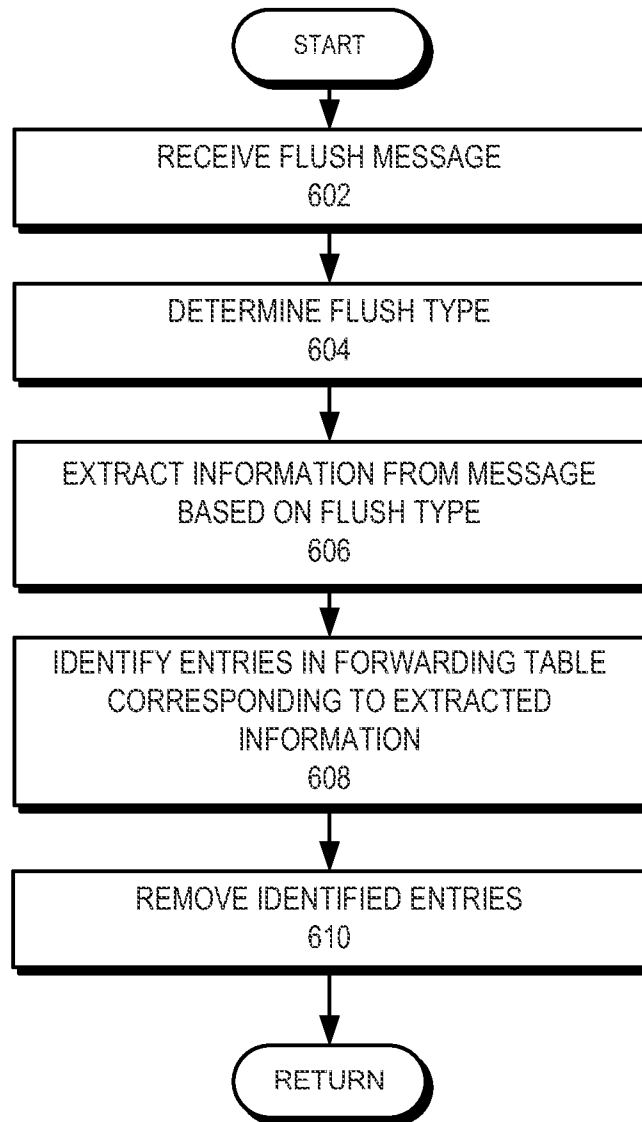 START
RECEIVE FLUSH MESSAGE
602
DETERMINE FLUSH TYPE
604
EXTRACT INFORMATION FROM MESSAGE
BASED ON FLUSH TYPE
606
IDENTIFY ENTRIES IN FORWARDING TABLE
CORRESPONDING TO EXTRACTED
INFORMATION
608
REMOVE IDENTIFIED ENTRIES
610
RETURN